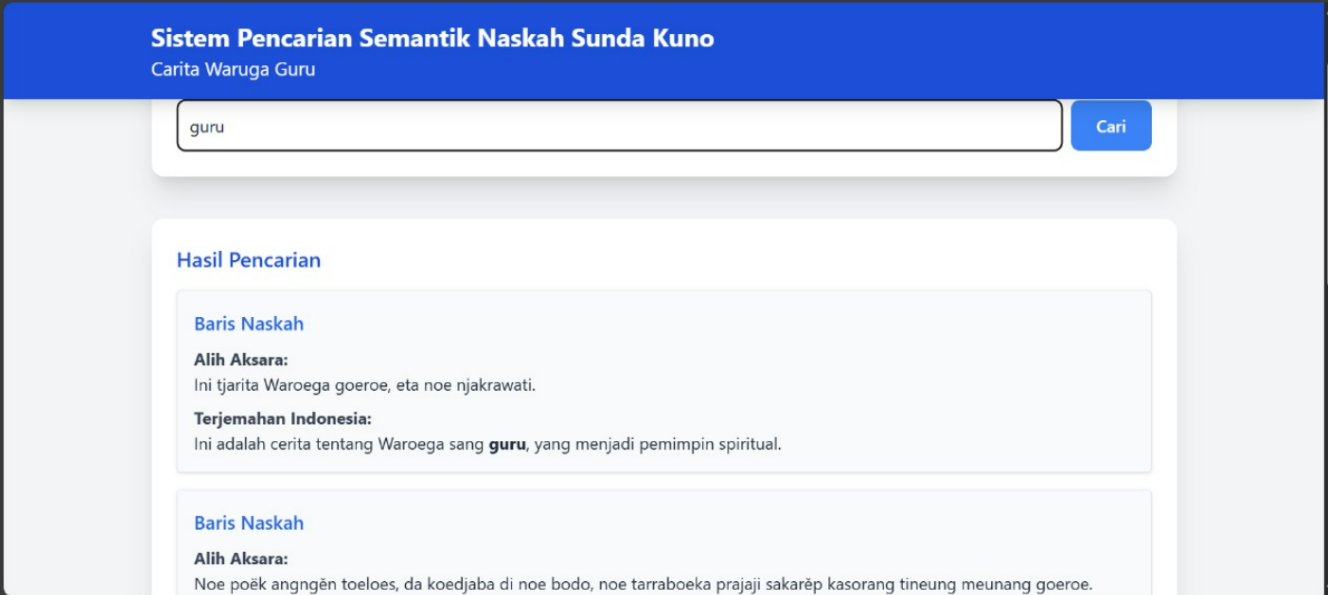 Sistem Pencarian Semantik Naskah Sunda Kuno
Carita Waruga Guru
guru
Cari
Hasil Pencarian
Baris Naskah
Alih Aksara:
Ini tjarita Waroega goeroe, eta noe njakrawati.
Terjemahan Indonesia:
Ini adalah cerita tentang Waroega sang guru, yang menjadi pemimpin spiritual.
Baris Naskah
Alih Aksara:
Noe poëk angngĕn toeloes, da koedjaba di noe bodo, noe tarraboeka prajaji sakarĕp kasorang tineung meunang goeroe.